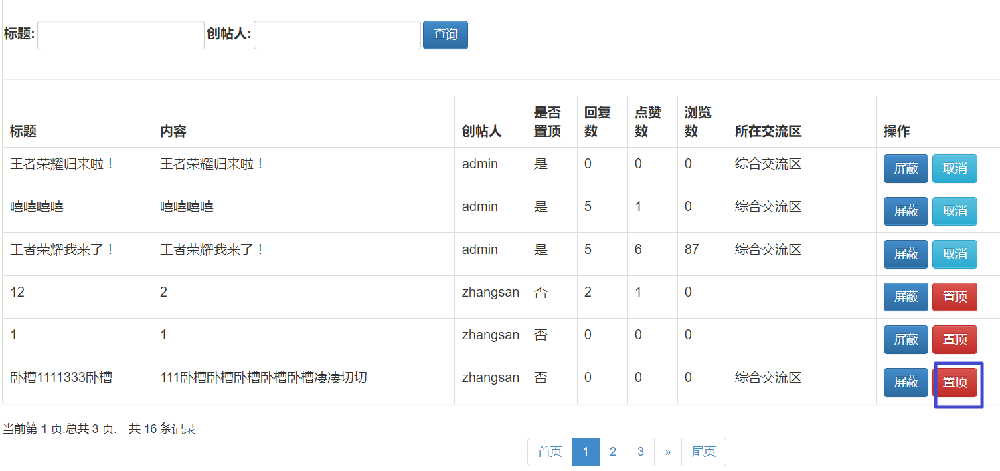 标题: 创帖人: 查询
标题 内容 创帖人 是否置顶 回复数 点赞数 浏览数 所在交流区 操作
王者荣耀归来啦！ 王者荣耀归来啦！ admin 是 0 0 0 综合交流区 屏蔽 取消
嘻嘻嘻嘻 嘻嘻嘻嘻 admin 是 5 1 0 综合交流区 屏蔽 取消
王者荣耀我来了！ 王者荣耀我来了！ admin 是 5 6 87 综合交流区 屏蔽 取消
12 2 zhangsan 否 2 1 0 屏蔽 置顶
1 1 zhangsan 否 0 0 0 屏蔽 置顶
卧槽1111333卧槽 111卧槽卧槽卧槽卧槽卧槽凄凄切切 zhangsan 否 0 0 0 综合交流区 屏蔽 置顶
当前第 1 页.总共 3 页.一共 16 条记录
首页 1 2 3 » 尾页